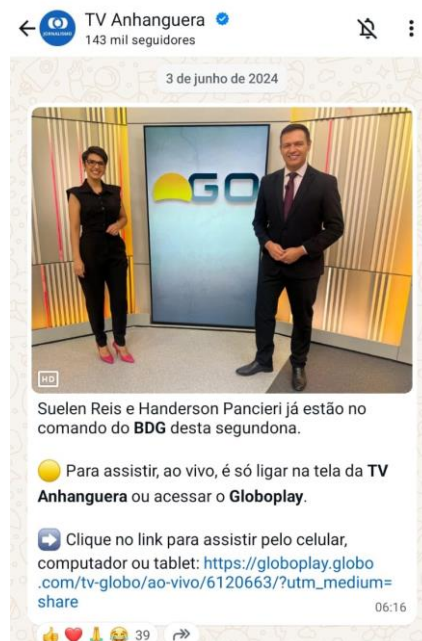 TV Anhanguera
143 mil seguidores
JORNALISMO
3 de junho de 2024
GO
HD
Suelen Reis e Handerson Pancieri já estão no
comando do BDG desta segundona.
Para assistir, ao vivo, é só ligar na tela da TV
Anhanguera ou acessar o Globoplay.
Clique no link para assistir pelo celular,
computador ou tablet: https://globoplay.globo
.com/tv-globo/ao-vivo/6120663/?utm_medium=
share
06:16
39